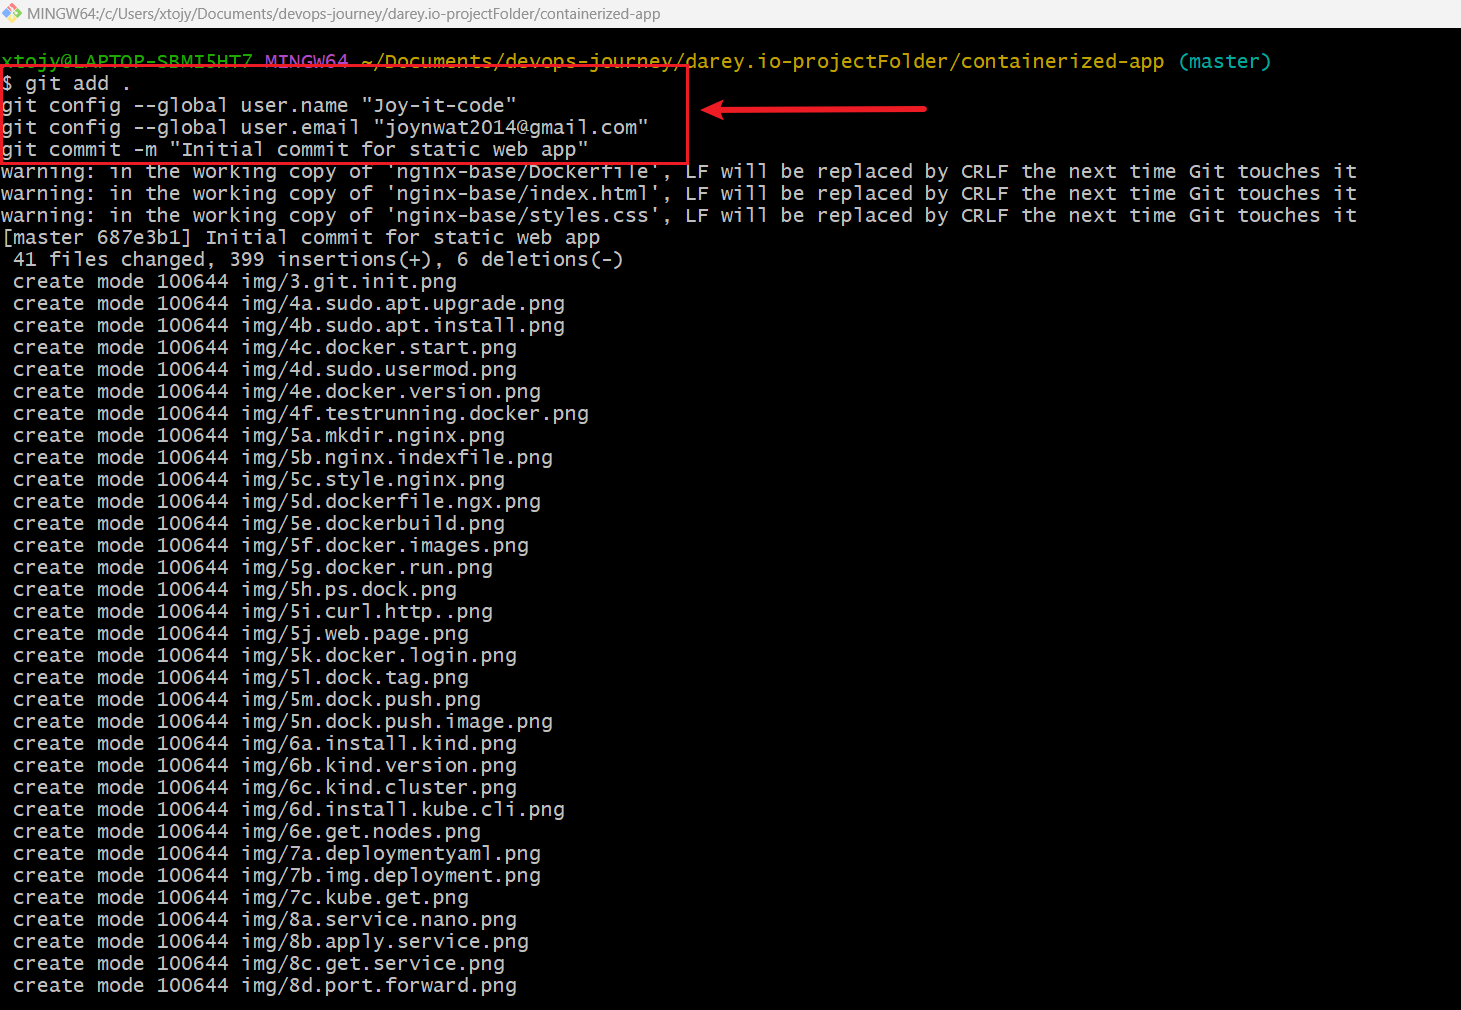 MINGW64:/c/Users/xtojy/Documents/devops-journey/darey.io-projectFolder/containerized-app
xtojy@LAPTOP-SBMI5HT7 MINGW64 ~/Documents/devops-journey/darey.io-projectFolder/containerized-app (master)
$ git add .
git config --global user.name "Joy-it-code"
git config --global user.email "joynwat2014@gmail.com"
git commit -m "Initial commit for static web app"
warning: in the working copy of 'nginx-base/Dockerfile', LF will be replaced by CRLF the next time Git touches it
warning: in the working copy of 'nginx-base/index.html', LF will be replaced by CRLF the next time Git touches it
warning: in the working copy of 'nginx-base/styles.css', LF will be replaced by CRLF the next time Git touches it
[master 687e3b1] Initial commit for static web app
41 files changed, 399 insertions(+), 6 deletions(-)
create mode 100644 img/3.git.init.png
create mode 100644 img/4a.sudo.apt.upgrade.png
create mode 100644 img/4b.sudo.apt.install.png
create mode 100644 img/4c.docker.start.png
create mode 100644 img/4d.sudo.usermod.png
create mode 100644 img/4e.docker.version.png
create mode 100644 img/4f.testrunning.docker.png
create mode 100644 img/5a.mkdir.nginx.png
create mode 100644 img/5b.nginx.indexfile.png
create mode 100644 img/5c.style.nginx.png
create mode 100644 img/5d.dockerfile.ngx.png
create mode 100644 img/5e.dockerbuild.png
create mode 100644 img/5f.docker.images.png
create mode 100644 img/5g.docker.run.png
create mode 100644 img/5h.ps.dock.png
create mode 100644 img/5i.curl.http..png
create mode 100644 img/5j.web.page.png
create mode 100644 img/5k.docker.login.png
create mode 100644 img/5l.dock.tag.png
create mode 100644 img/5m.dock.push.png
create mode 100644 img/5n.dock.push.image.png
create mode 100644 img/6a.install.kind.png
create mode 100644 img/6b.kind.version.png
create mode 100644 img/6c.kind.cluster.png
create mode 100644 img/6d.install.kube.cli.png
create mode 100644 img/6e.get.nodes.png
create mode 100644 img/7a.deploymentyaml.png
create mode 100644 img/7b.img.deployment.png
create mode 100644 img/7c.kube.get.png
create mode 100644 img/8a.service.nano.png
create mode 100644 img/8b.apply.service.png
create mode 100644 img/8c.get.service.png
create mode 100644 img/8d.port.forward.png